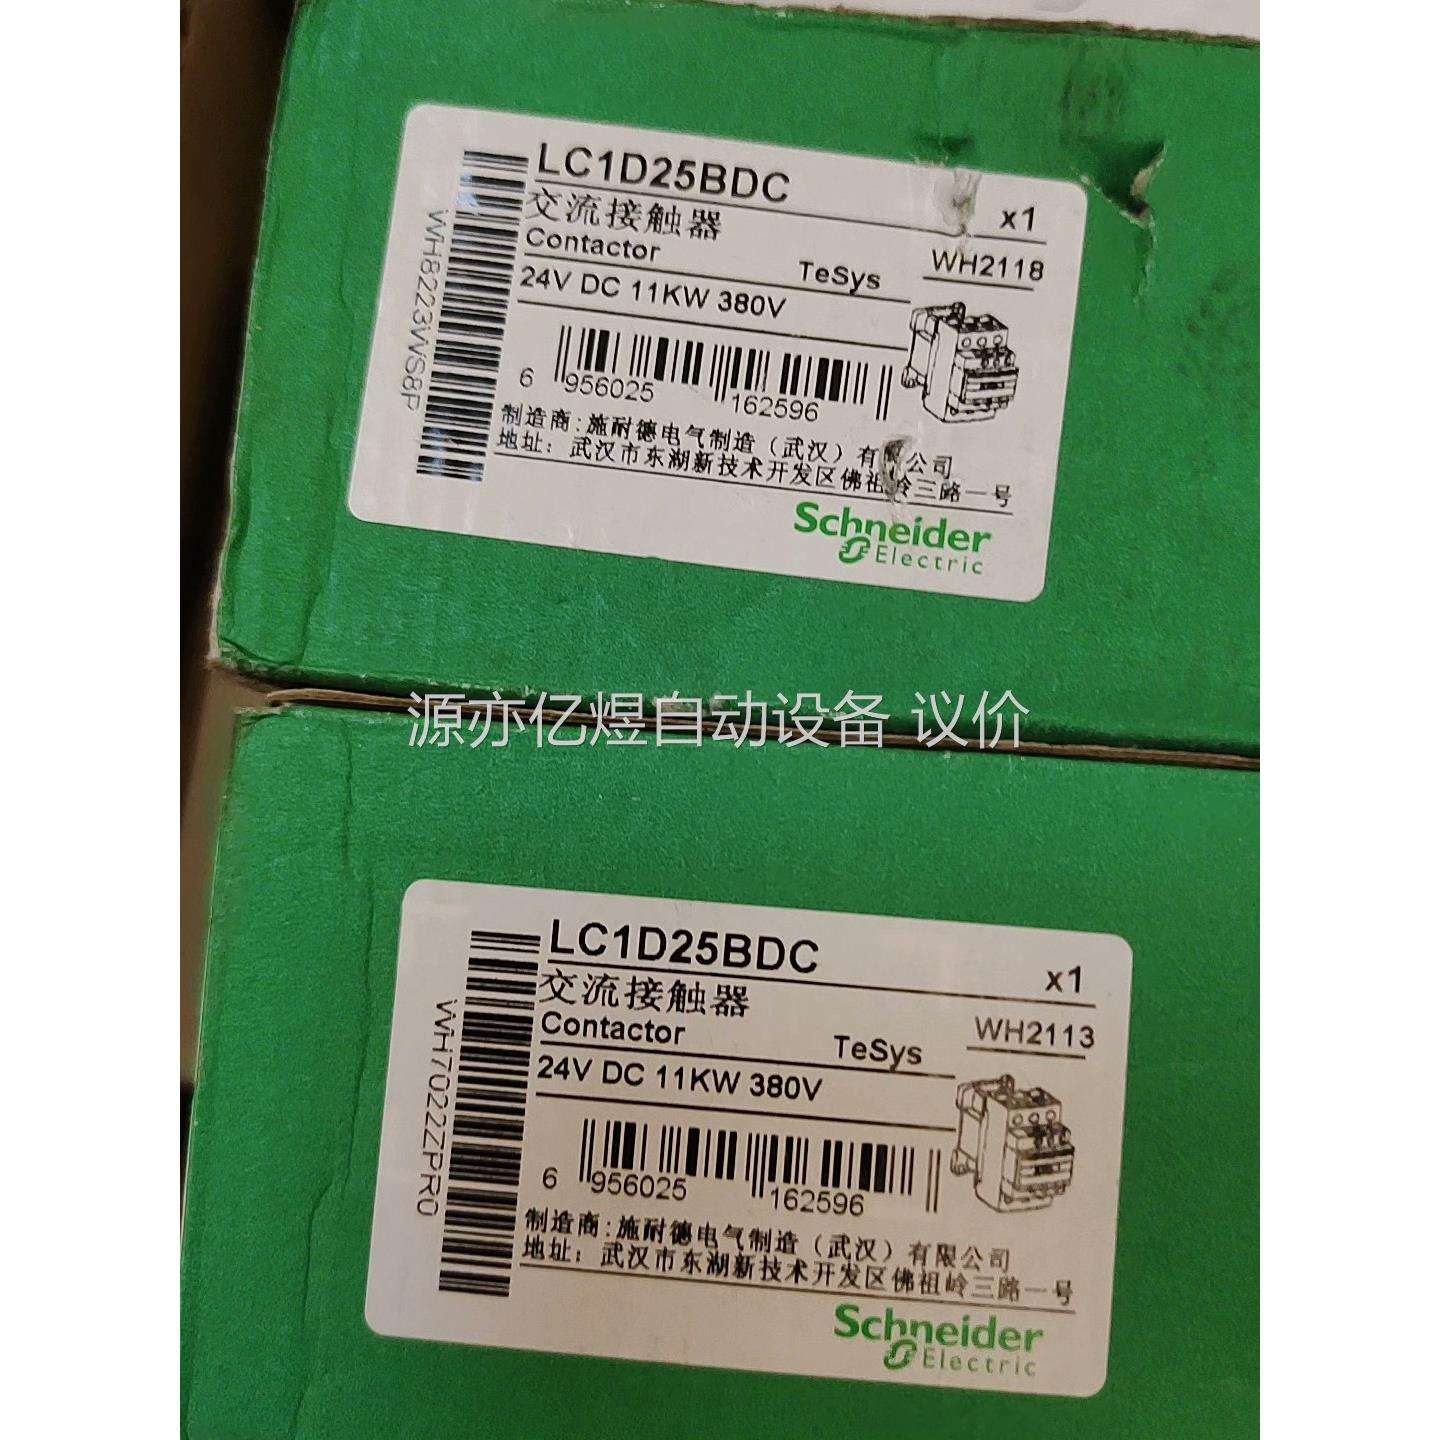 LC1D25BDC
x1
交流接触器
Contactor
TeSys
WH2118
24V DC 11KW 380V
WH8223WS8P
6 956025 162596
制造商:施耐德电气制造（武汉）有限公司
地址: 武汉市东湖新技术开发区佛祖岭三路一号
Schneider
Electric
源亦亿煜自动设备 议价
LC1D25BDC
x1
交流接触器
Contactor
TeSys
WH2113
24V DC 11KW 380V
WH7022ZPR0
6 956025 162596
制造商:施耐德电气制造（武汉）有限公司
地址: 武汉市东湖新技术开发区佛祖岭三路一号
Schneider
Electric